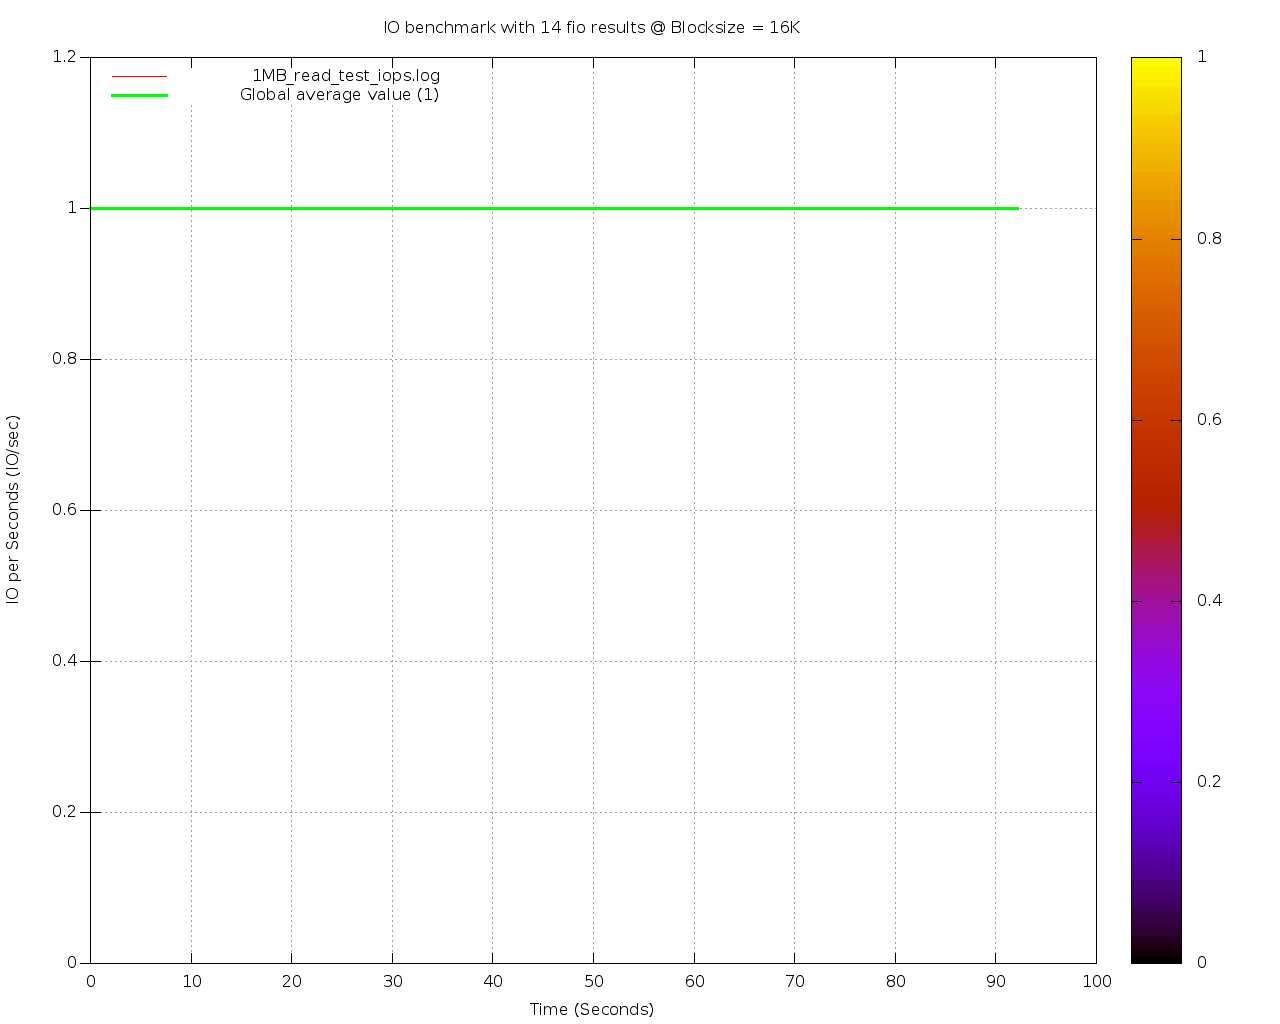 IO benchmark with 14 fio results @ Blocksize = 16K
1MB_read_test_iops.log
Global average value (1)
1.2
1
0.8
0.6
0.4
0.2
0
IO per Seconds (IO/sec)
0 10 20 30 40 50 60 70 80 90 100
Time (Seconds)
1
0.8
0.6
0.4
0.2
0